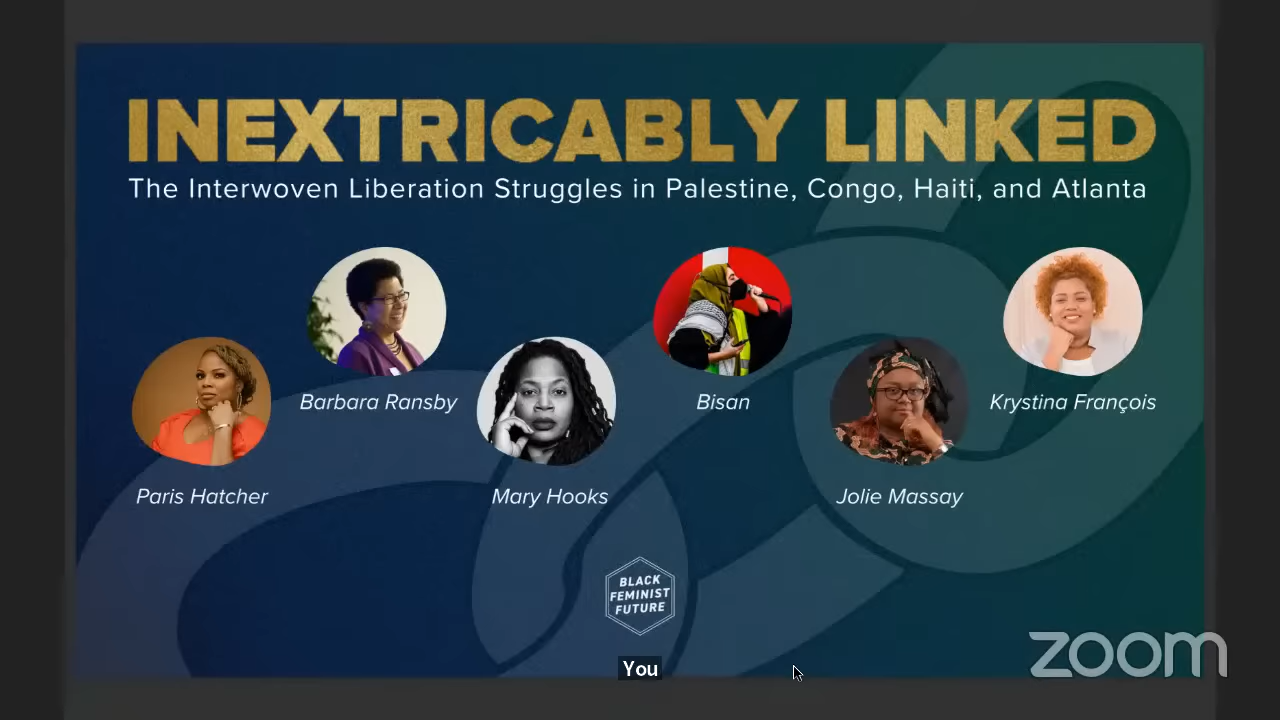 INEXTRICABLY LINKED
The Interwoven Liberation Struggles in Palestine, Congo, Haiti, and Atlanta
Barbara Ransby
Bisan
Krystina François
Paris Hatcher
Mary Hooks
Jolie Massay
BLACK
FEMINIST
FUTURE
You
zoom